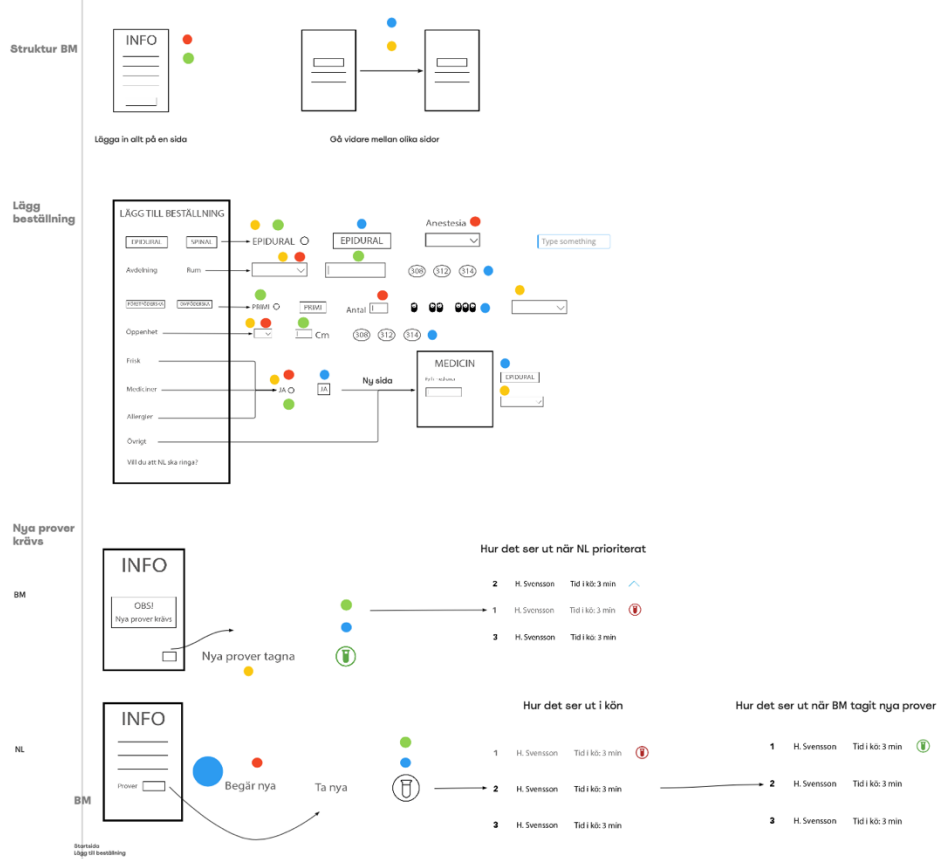 Struktur BM
INFO
Lägga in allt på en sida
Gå vidare mellan olika sidor
Lägg
beställning
LÄGG TILL BESTÄLLNING
EPIDURAL SPINAL
EPIDURAL
EPIDURAL
Anestesia
Type something
Avdelning Rum
308 312 314
FÖRSTFÖDERSKA OMFÖDERSKA
PRIMI
PRIMI
Antal
Öppenhet
Cm
308 312 314
Frisk
Mediciner
Allergier
JA
JA
Ny sida
MEDICIN
EPIDURAL
Övrigt
Vill du att NL ska ringa?
Nya prover
krävs
BM
INFO
OBS!
Nya prover krävs
Nya prover tagna
Hur det ser ut när NL prioriterat
2 H. Svensson Tid i kö: 3 min
1 H. Svensson Tid i kö: 3 min
3 H. Svensson Tid i kö: 3 min
NL
INFO
Prover
Begär nya
Ta nya
Hur det ser ut i kön
1 H. Svensson Tid i kö: 3 min
2 H. Svensson Tid i kö: 3 min
3 H. Svensson Tid i kö: 3 min
Hur det ser ut när BM tagit nya prover
1 H. Svensson Tid i kö: 3 min
2 H. Svensson Tid i kö: 3 min
3 H. Svensson Tid i kö: 3 min
BM
Startsida
Lägg till beställning